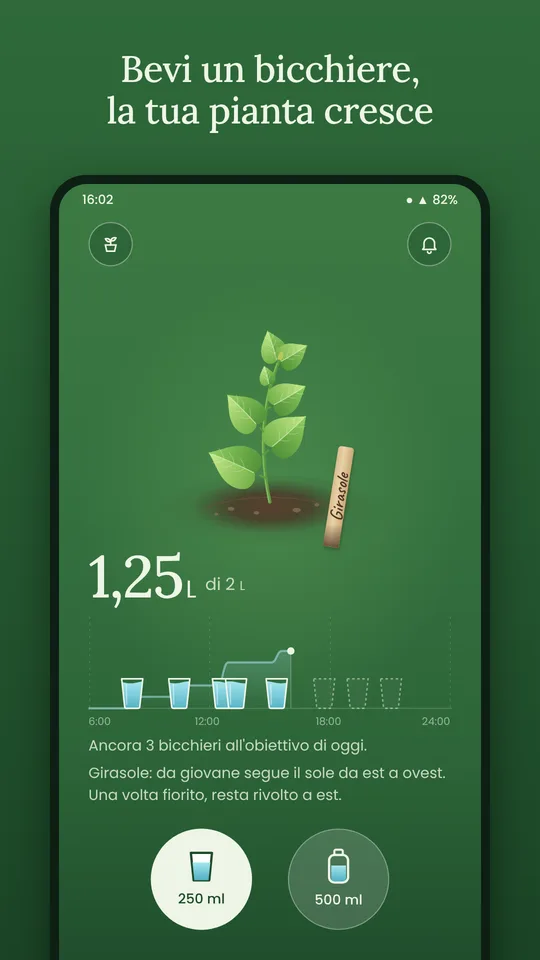 Bevi un bicchiere,
la tua pianta cresce
16:02
82%
Girasole
1,25 L di 2 L
6:00 12:00 18:00 24:00
Ancora 3 bicchieri all'obiettivo di oggi.
Girasole: da giovane segue il sole da est a ovest.
Una volta fiorito, resta rivolto a est.
250 ml
500 ml